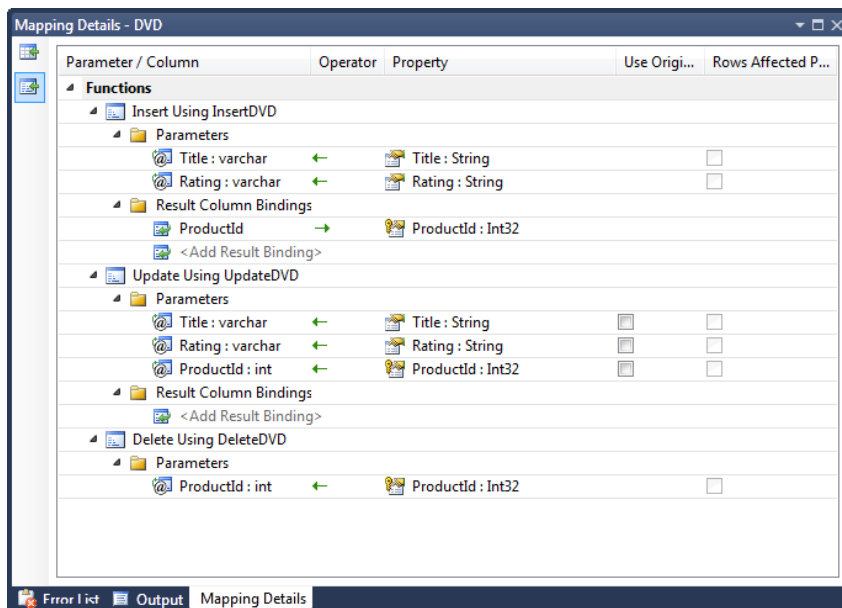 Mapping Details - DVD
Parameter / Column Operator Property Use Origi... Rows Affected P...
Functions
Insert Using InsertDVD
Parameters
Title : varchar ← Title : String
Rating : varchar ← Rating : String
Result Column Bindings
ProductId → ProductId : Int32
<Add Result Binding>
Update Using UpdateDVD
Parameters
Title : varchar ← Title : String
Rating : varchar ← Rating : String
ProductId : int ← ProductId : Int32
Result Column Bindings
<Add Result Binding>
Delete Using DeleteDVD
Parameters
ProductId : int ← ProductId : Int32
Error List Output Mapping Details